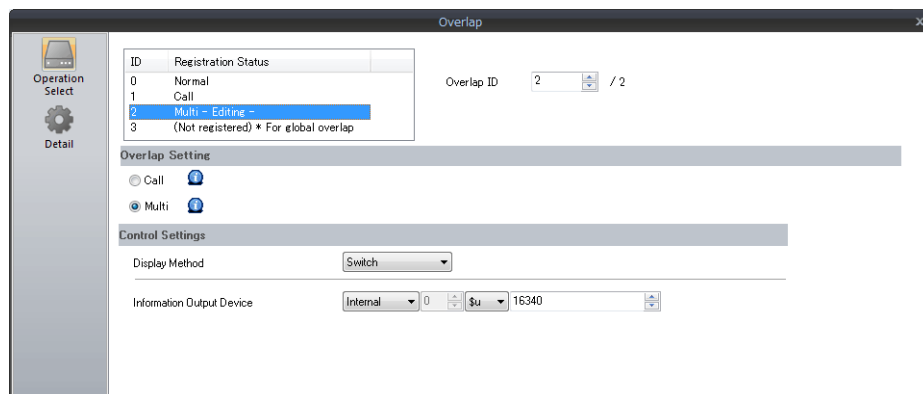 Overlap
x
Operation
Select
Detail
ID Registration Status
0 Normal
1 Call
2 Multi - Editing -
3 (Not registered) * For global overlap
Overlap ID 2 / 2
Overlap Setting
Call
Multi
Control Settings
Display Method Switch
Information Output Device Internal 0 $u 16340